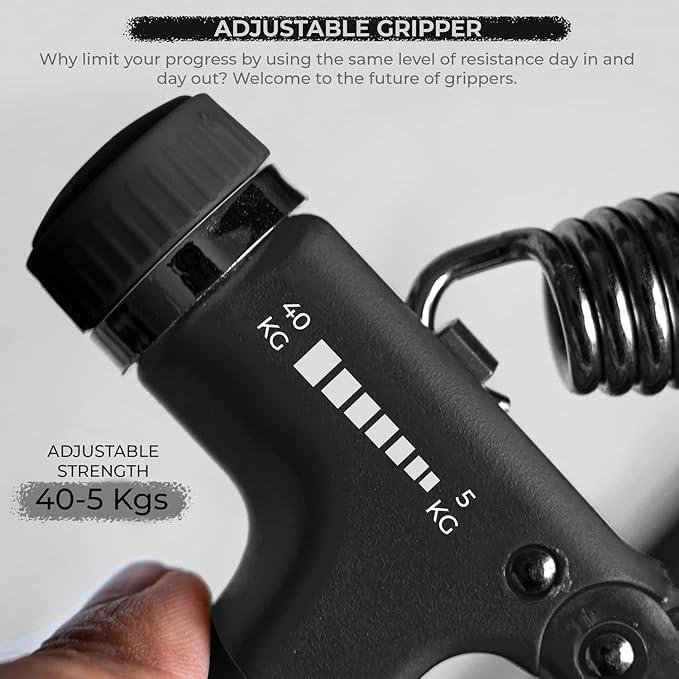 ADJUSTABLE GRIPPER
Why limit your progress by using the same level of resistance day in and
day out? Welcome to the future of grippers.
40
KG
5
KG
ADJUSTABLE
STRENGTH
40-5 Kgs